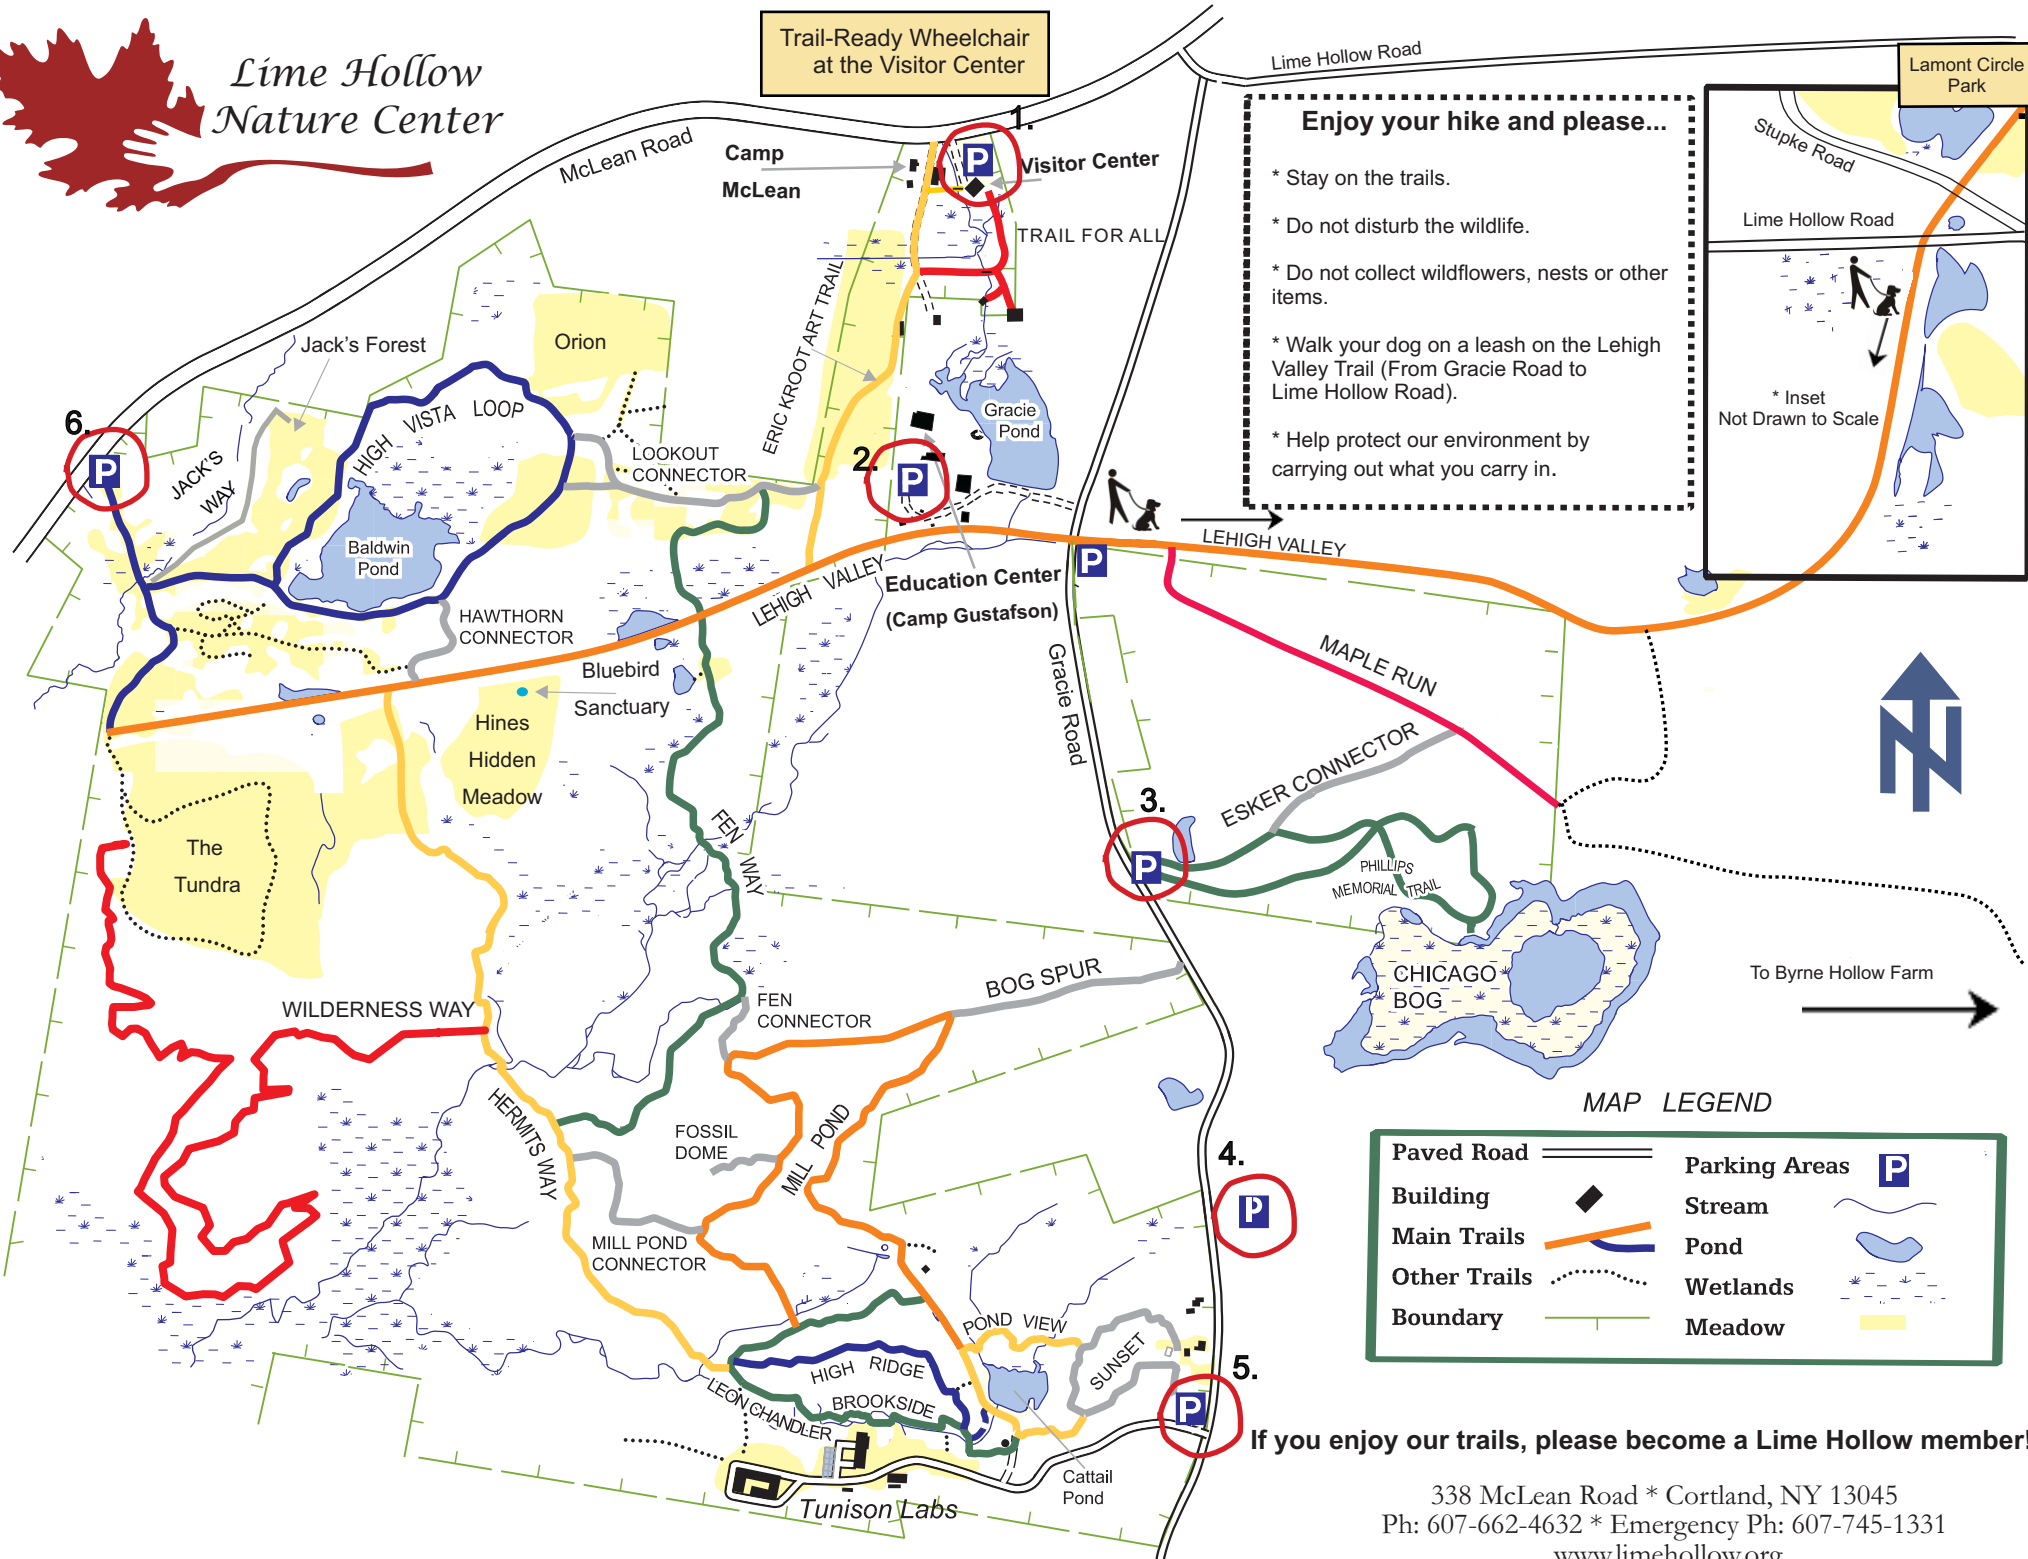 Lime Hollow
Nature Center
Trail-Ready Wheelchair
at the Visitor Center
Lime Hollow Road
Lamont Circle
Park
McLean Road
Camp
McLean
1.
P
Visitor Center
TRAIL FOR ALL
Enjoy your hike and please...
* Stay on the trails.
* Do not disturb the wildlife.
* Do not collect wildflowers, nests or other
items.
* Walk your dog on a leash on the Lehigh
Valley Trail (From Gracie Road to
Lime Hollow Road).
* Help protect our environment by
carrying out what you carry in.
Stupke Road
Lime Hollow Road
* Inset
Not Drawn to Scale
Jack's Forest
Orion
ERIC KROOT ART TRAIL
6.
P
JACK'S
WAY
HIGH VISTA LOOP
LOOKOUT
CONNECTOR
2.
P
Gracie
Pond
Baldwin
Pond
LEHIGH VALLEY
P
Education Center
(Camp Gustafson)
LEHIGH VALLEY
HAWTHORN
CONNECTOR
Bluebird
Sanctuary
Hines
Hidden
Meadow
Gracie Road
MAPLE RUN
ESKER CONNECTOR
N
The
Tundra
FEN WAY
3.
P
PHILLIPS
MEMORIAL TRAIL
CHICAGO
BOG
To Byrne Hollow Farm
WILDERNESS WAY
FEN
CONNECTOR
BOG SPUR
HERMITS WAY
FOSSIL
DOME
MILL POND
MILL POND
CONNECTOR
4.
P
MAP LEGEND
Paved Road
Building
Main Trails
Other Trails
Boundary
Parking Areas
P
Stream
Pond
Wetlands
Meadow
POND VIEW
SUNSET
HIGH RIDGE
BROOKSIDE
LEON CHANDLER
5.
P
Cattail
Pond
Tunison Labs
If you enjoy our trails, please become a Lime Hollow member!
338 McLean Road * Cortland, NY 13045
Ph: 607-662-4632 * Emergency Ph: 607-745-1331
www.limehollow.org